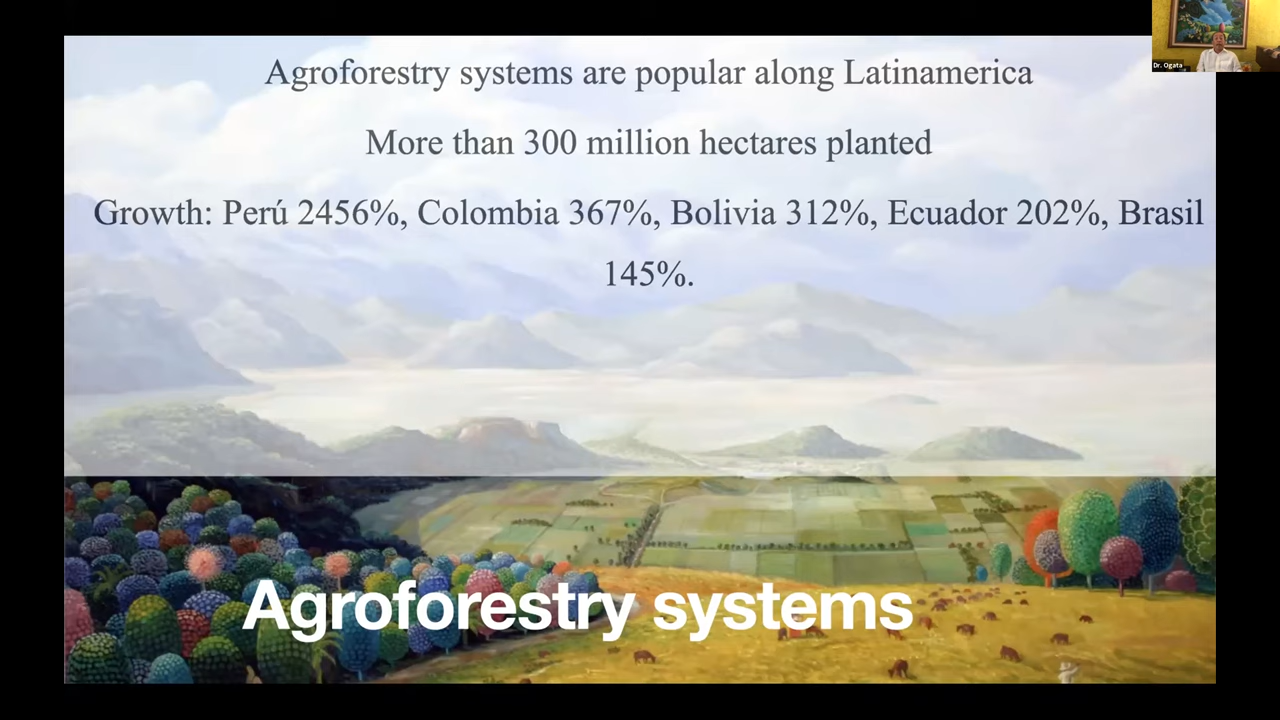 Agroforestry systems are popular along Latinamerica
More than 300 million hectares planted
Growth: Perú 2456%, Colombia 367%, Bolivia 312%, Ecuador 202%, Brasil
145%.
Agroforestry systems
Dr. Ogata